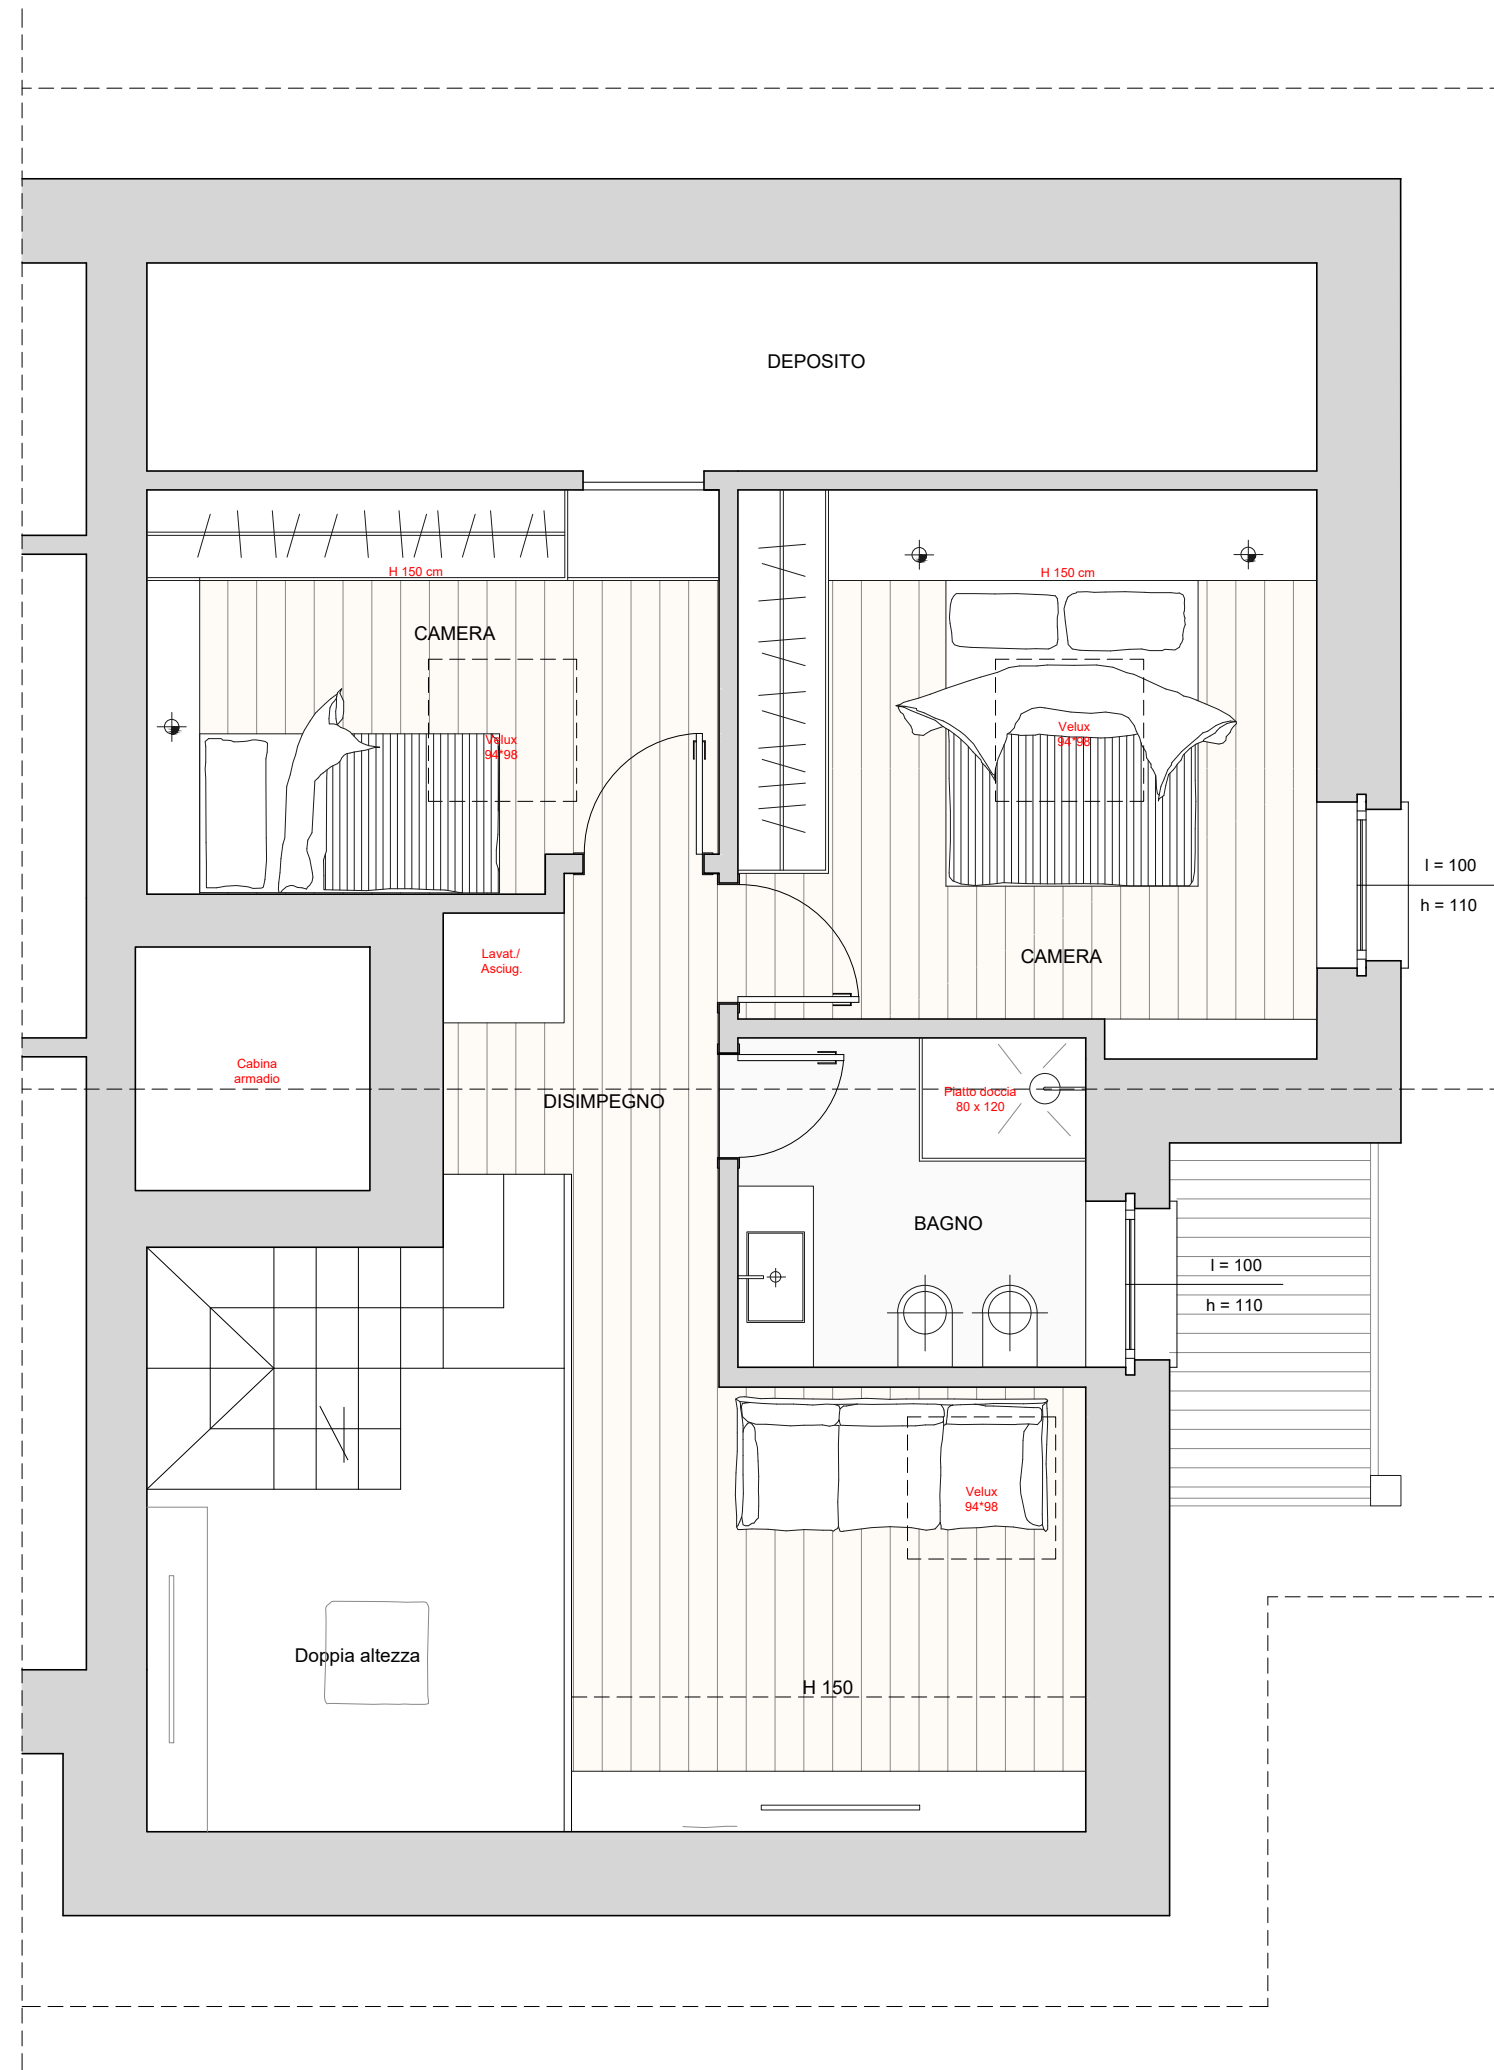 DEPOSITO
H 150 cm
H 150 cm
CAMERA
Velux
94*98
Velux
94*98
l = 100
h = 110
CAMERA
Lavat./
Asciug.
Cabina
armadio
DISIMPEGNO
Piatto doccia
80 x 120
BAGNO
l = 100
h = 110
Velux
94*98
Doppia altezza
H 150